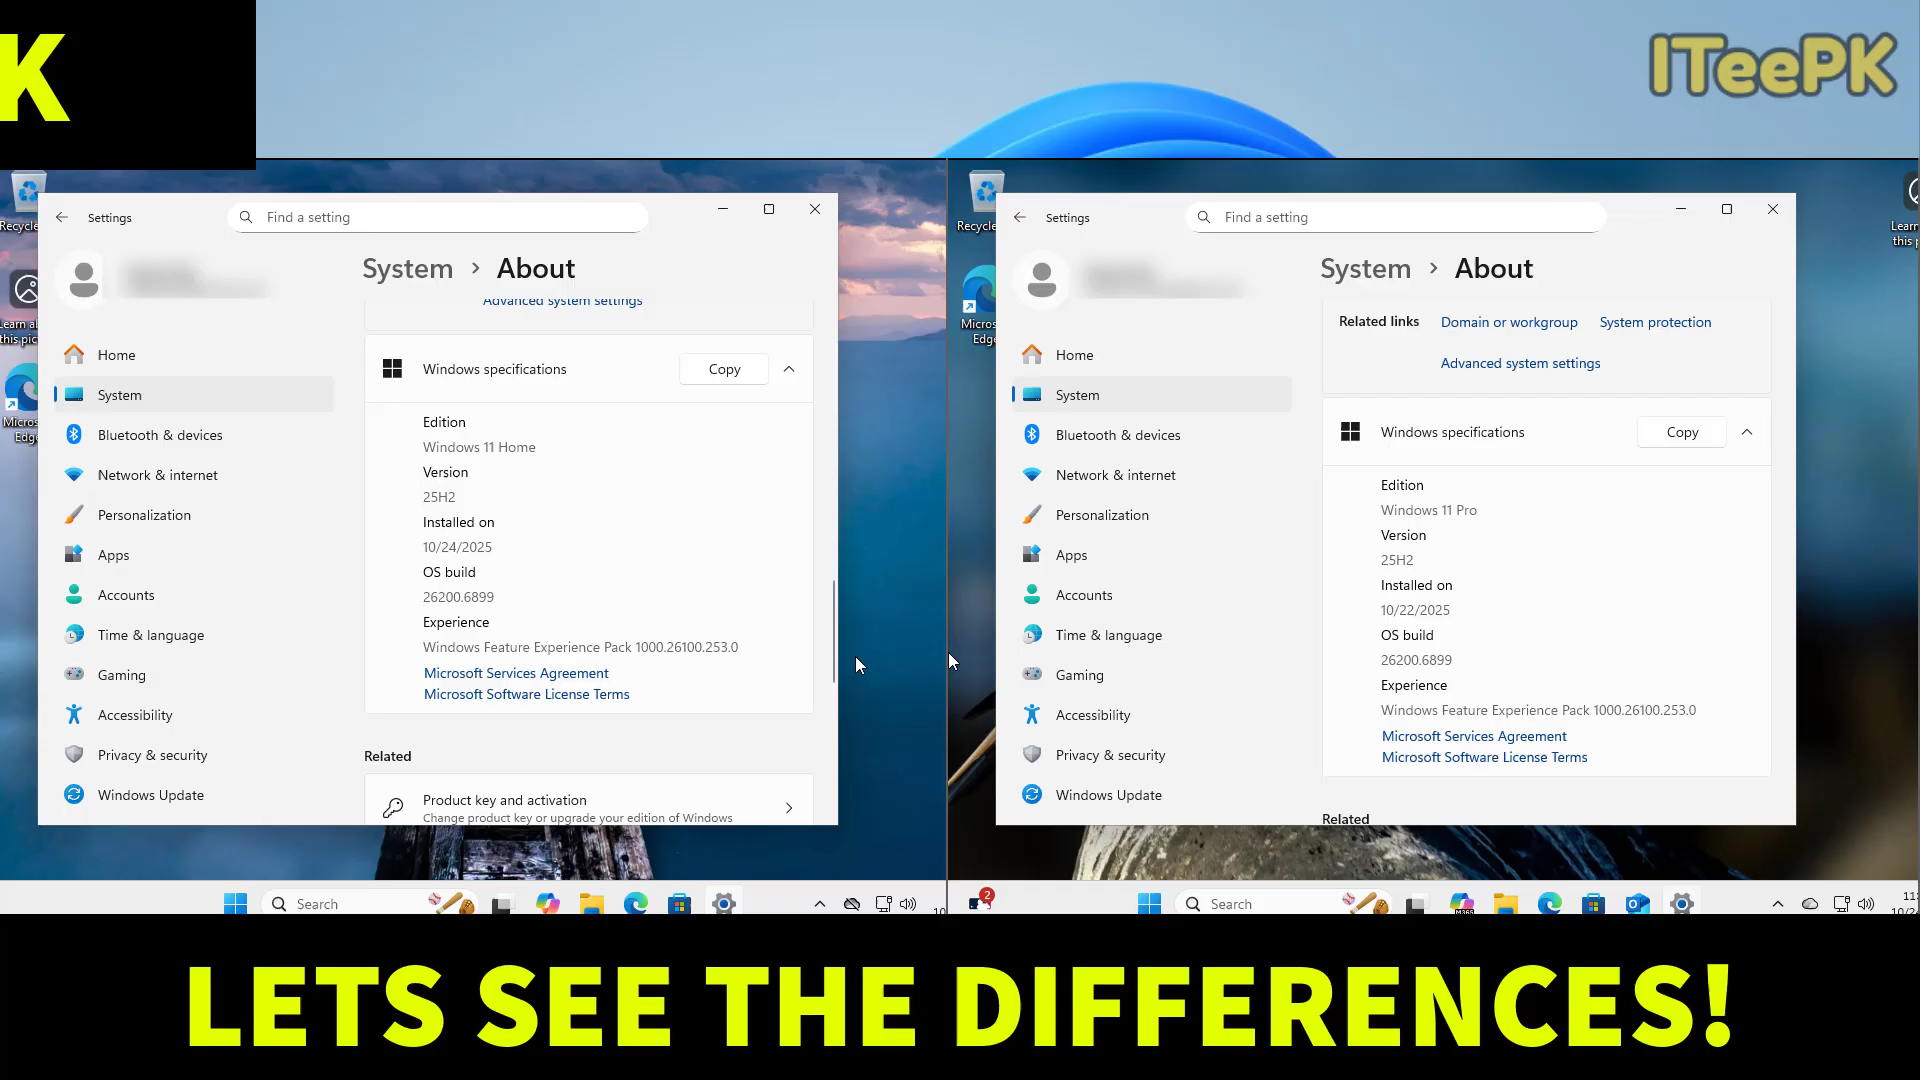 K
ITeePK
Recycle
Learn a
this pic
Micros
Edg
Settings
Find a setting
System > About
Advanced system settings
Home
System
Bluetooth & devices
Network & internet
Personalization
Apps
Accounts
Time & language
Gaming
Accessibility
Privacy & security
Windows Update
Windows specifications
Copy
Edition
Windows 11 Home
Version
25H2
Installed on
10/24/2025
OS build
26200.6899
Experience
Windows Feature Experience Pack 1000.26100.253.0
Microsoft Services Agreement
Microsoft Software License Terms
Related
Product key and activation
Change product key or upgrade your edition of Windows
Search
10
Recycle
Micros
Edge
Learn
this p
Settings
Find a setting
System > About
Related links Domain or workgroup System protection
Advanced system settings
Home
System
Bluetooth & devices
Network & internet
Personalization
Apps
Accounts
Time & language
Gaming
Accessibility
Privacy & security
Windows Update
Windows specifications
Copy
Edition
Windows 11 Pro
Version
25H2
Installed on
10/22/2025
OS build
26200.6899
Experience
Windows Feature Experience Pack 1000.26100.253.0
Microsoft Services Agreement
Microsoft Software License Terms
Related
2
Search
M365
11:
10/2
LETS SEE THE DIFFERENCES!